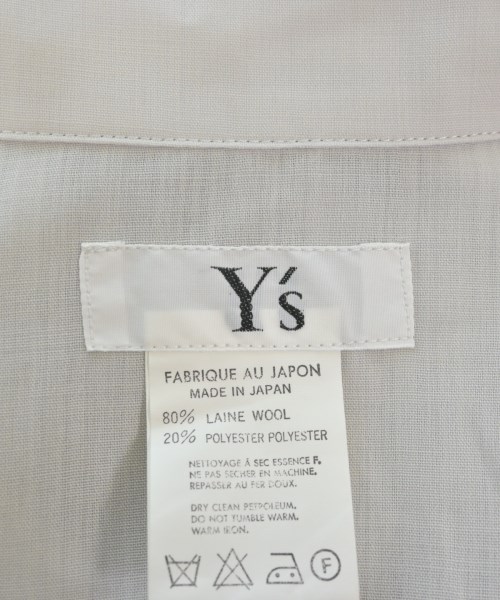 Y's
FABRIQUE AU JAPON
MADE IN JAPAN
80% LAINE WOOL
20% POLYESTER POLYESTER
NETTOYAGE À SEC ESSENCE F.
NE PAS SECHER EN MACHINE.
REPASSER AU FER DOUX.
DRY CLEAN PETROLEUM.
DO NOT TUMBLE WARM.
WARM IRON.
F